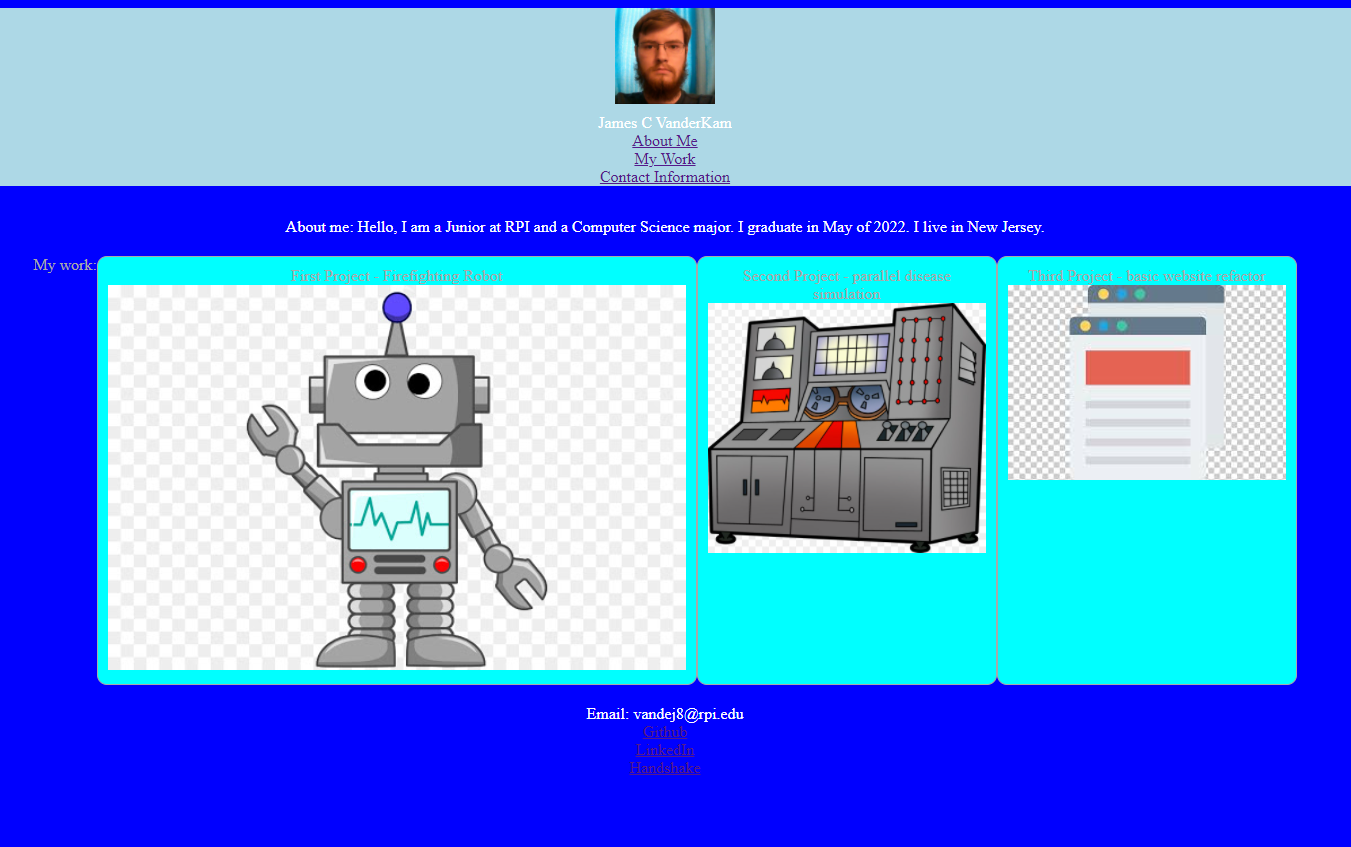 James C VanderKam
About Me
My Work
Contact Information
About me: Hello, I am a Junior at RPI and a Computer Science major. I graduate in May of 2022. I live in New Jersey.
My work:
First Project - Firefighting Robot
Second Project - parallel disease
simulation
Third Project - basic website refactor
Email: vandej8@rpi.edu
Github
LinkedIn
Handshake